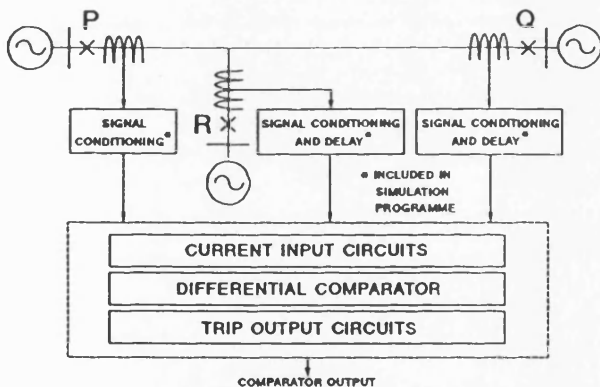 P
Q
SIGNAL
CONDITIONING*
R
SIGNAL CONDITIONING
AND DELAY*
SIGNAL CONDITIONING
AND DELAY*
* INCLUDED IN
SIMULATION
PROGRAMME
CURRENT INPUT CIRCUITS
DIFFERENTIAL COMPARATOR
TRIP OUTPUT CIRCUITS
COMPARATOR OUTPUT